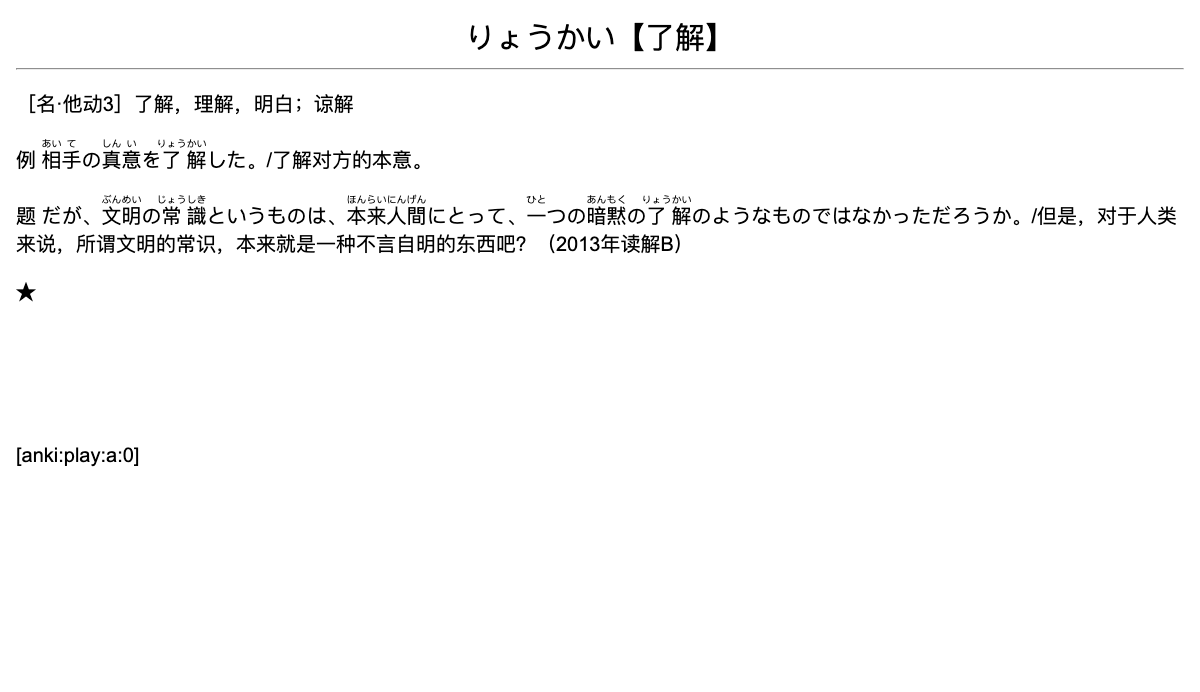 りょうかい【了解】
［名·他动3］了解，理解，明白；谅解
あい て しん い りょうかい
例 相手の真意を了解した。/了解对方的本意。
ぶんめい じょうしき ほんらいにんげん ひと あんもく りょうかい
题 だが、文明の常識というものは、本来人間にとって、一つの暗黙の了解のようなものではなかっただろうか。/但是，对于人类
来说，所谓文明的常识，本来就是一种不言自明的东西吧？（2013年读解B）
★
[anki:play:a:0]